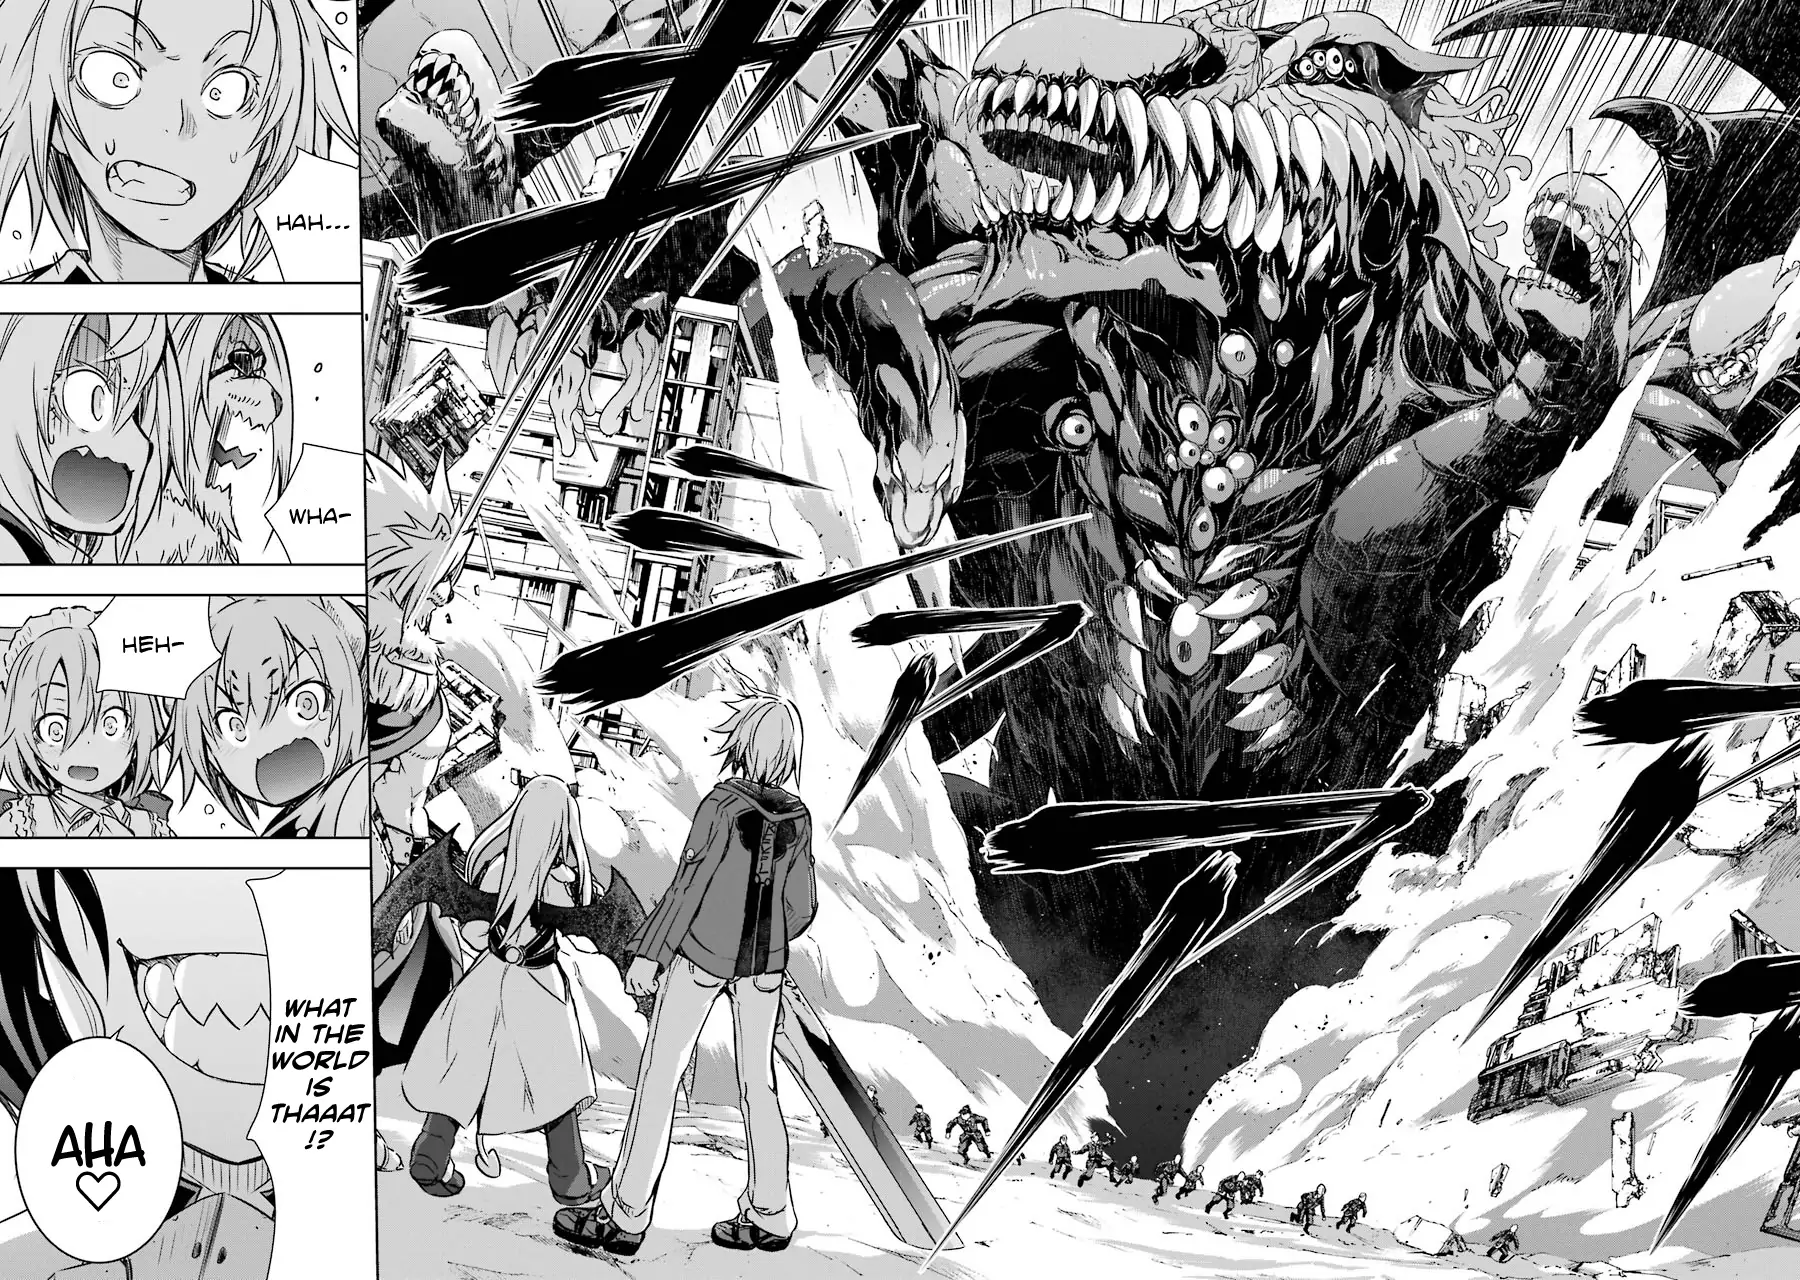 HAH...
WHA-
HEH-
WHAT
IN THE
WORLD
IS
THAAAT
!?
AHA
♡